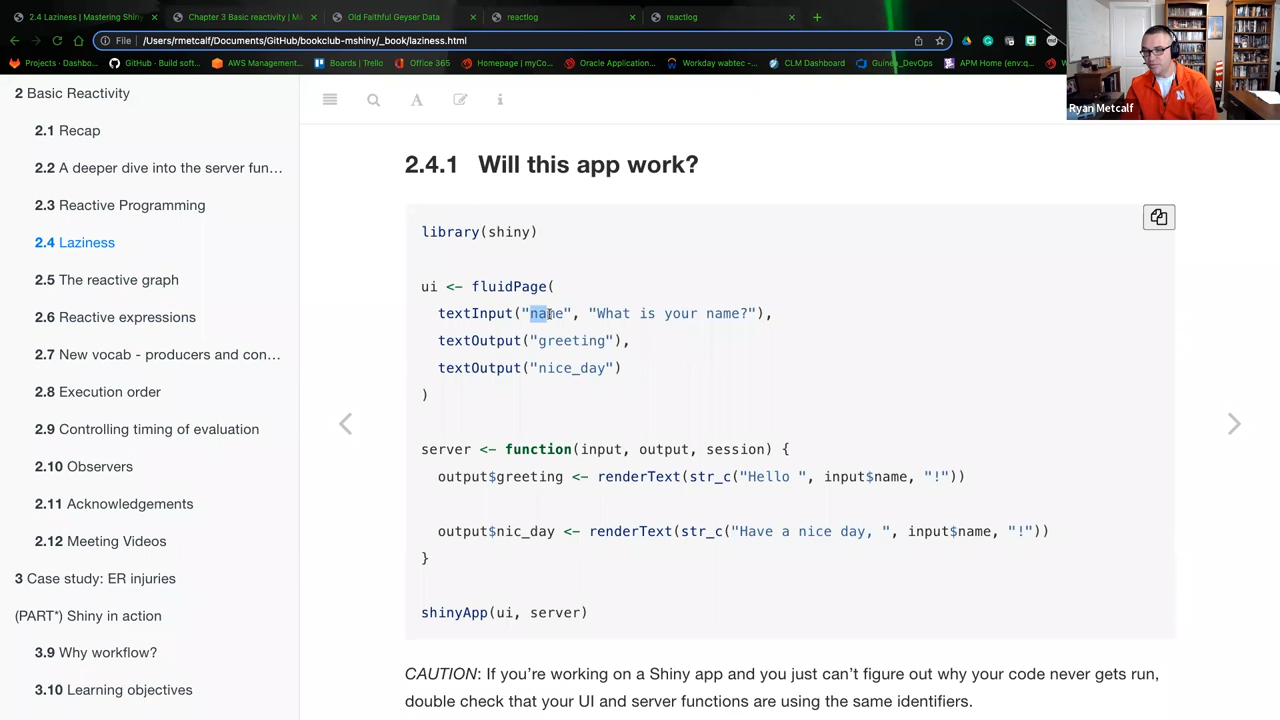 2.4 Laziness | Mastering Shiny
Chapter 3 Basic reactivity | M
Old Faithful Geyser Data
reactlog
reactlog
File
/Users/rmetcalf/Documents/GitHub/bookclub-mshiny/_book/laziness.html
Projects · Dashbo...
GitHub · Build soft...
AWS Management...
Boards | Trello
Office 365
Homepage | myCo...
Oracle Application...
Workday wabtec -...
CLM Dashboard
Guinea_DevOps
APM Home (env:q...
Ryan Metcalf
2 Basic Reactivity
2.1 Recap
2.2 A deeper dive into the server fun...
2.3 Reactive Programming
2.4 Laziness
2.5 The reactive graph
2.6 Reactive expressions
2.7 New vocab - producers and con...
2.8 Execution order
2.9 Controlling timing of evaluation
2.10 Observers
2.11 Acknowledgements
2.12 Meeting Videos
3 Case study: ER injuries
(PART*) Shiny in action
3.9 Why workflow?
3.10 Learning objectives
2.4.1 Will this app work?
library(shiny)
ui <- fluidPage(
textInput("name", "What is your name?"),
textOutput("greeting"),
textOutput("nice_day")
)
server <- function(input, output, session) {
output$greeting <- renderText(str_c("Hello ", input$name, "!"))
output$nic_day <- renderText(str_c("Have a nice day, ", input$name, "!"))
}
shinyApp(ui, server)
CAUTION: If you're working on a Shiny app and you just can't figure out why your code never gets run,
double check that your UI and server functions are using the same identifiers.